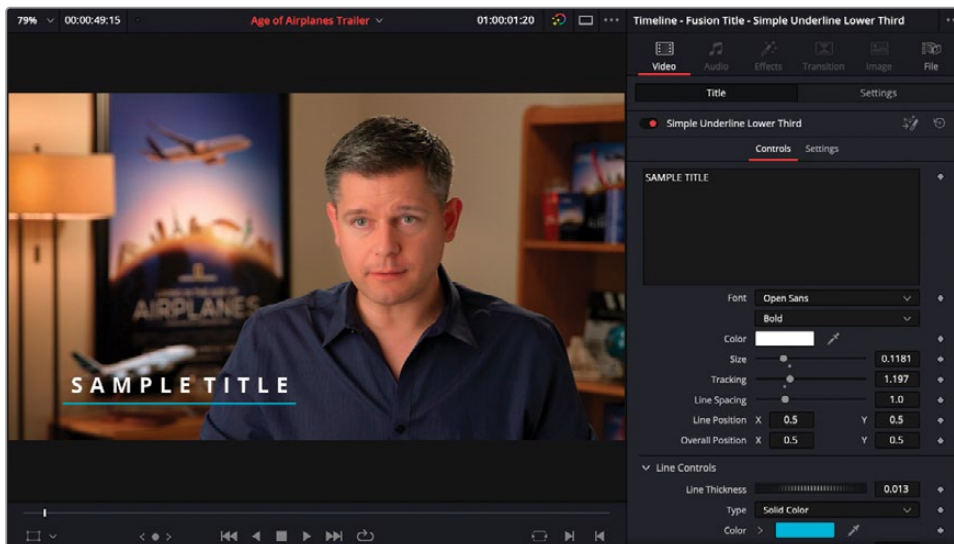 79% 00:00:49:15 Age of Airplanes Trailer 01:00:01:20 Timeline - Fusion Title - Simple Underline Lower Third
Video Audio Effects Transition Image File
Title Settings
Simple Underline Lower Third
Controls Settings
SAMPLE TITLE
AIRPLANES
SAMPLE TITLE
Font Open Sans
Bold
Color
Size 0.1181
Tracking 1.197
Line Spacing 1.0
Line Position X 0.5 Y 0.5
Overall Position X 0.5 Y 0.5
Line Controls
Line Thickness 0.013
Type Solid Color
Color